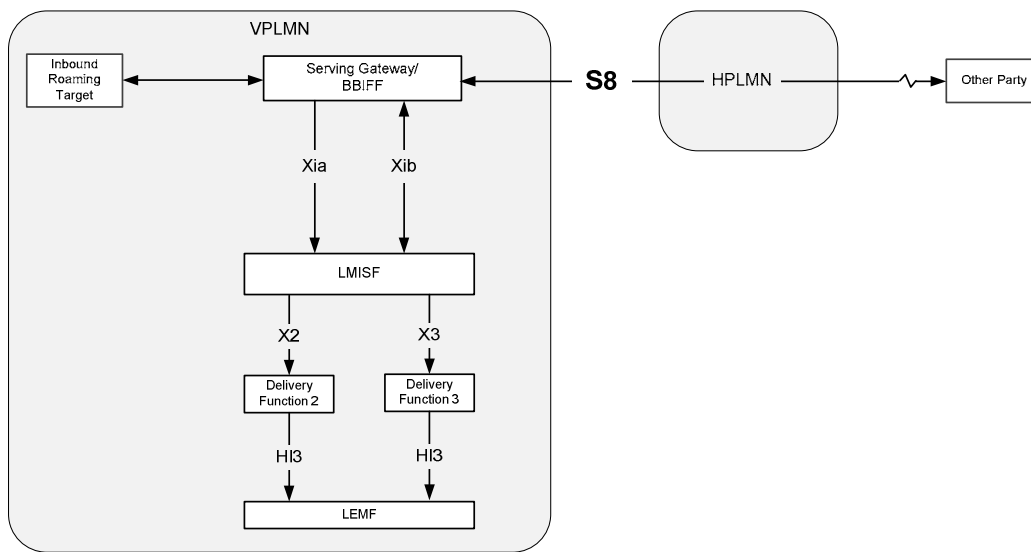 VPLMN
Inbound
Roaming
Target
Serving Gateway/
BBIFF
S8
HPLMN
Other Party
Xia
Xib
LMISF
X2
X3
Delivery
Function 2
Delivery
Function 3
HI3
HI3
LEMF